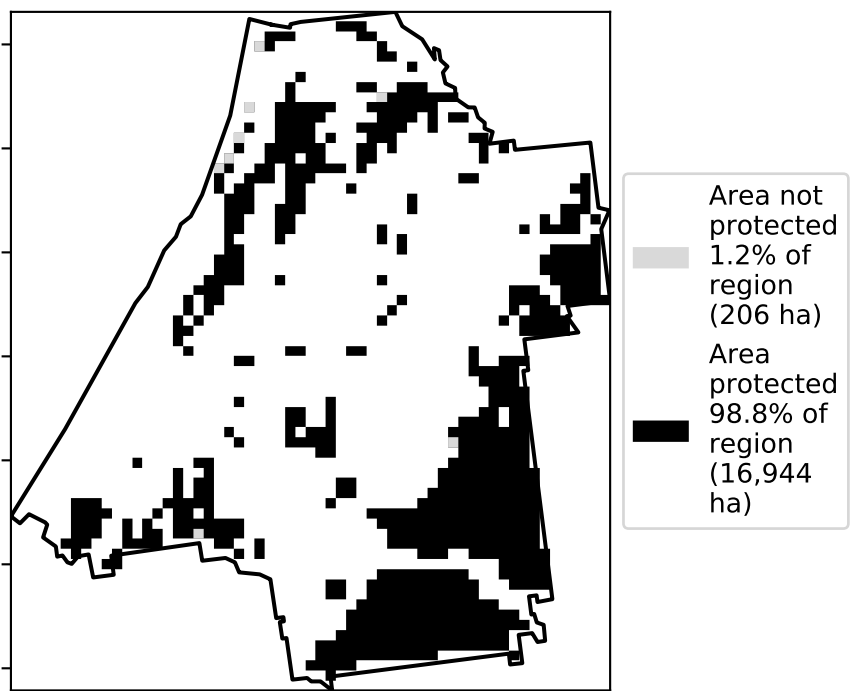 Area not
protected
1.2% of
region
(206 ha)
Area
protected
98.8% of
region
(16,944
ha)